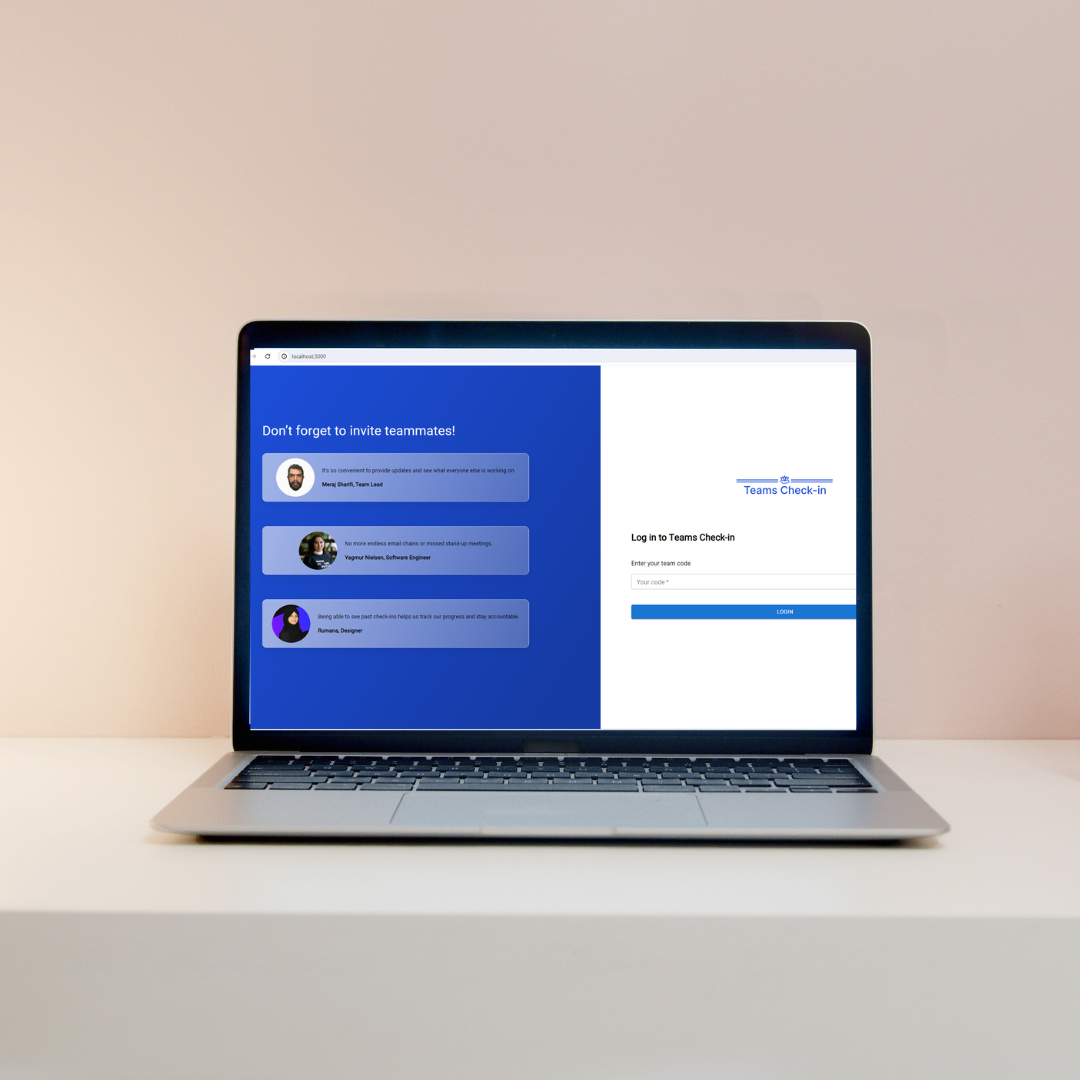 localhost:3000
Don't forget to invite teammates!
It's so convenient to provide updates and see what everyone else is working on.
Meraj Sharifi, Team Lead
No more endless email chains or missed stand-up meetings.
Yagmur Nielsen, Software Engineer
Being able to see past check-ins helps us track our progress and stay accountable.
Rumana, Designer
Teams Check-in
Log in to Teams Check-in
Enter your team code
Your code *
LOGIN